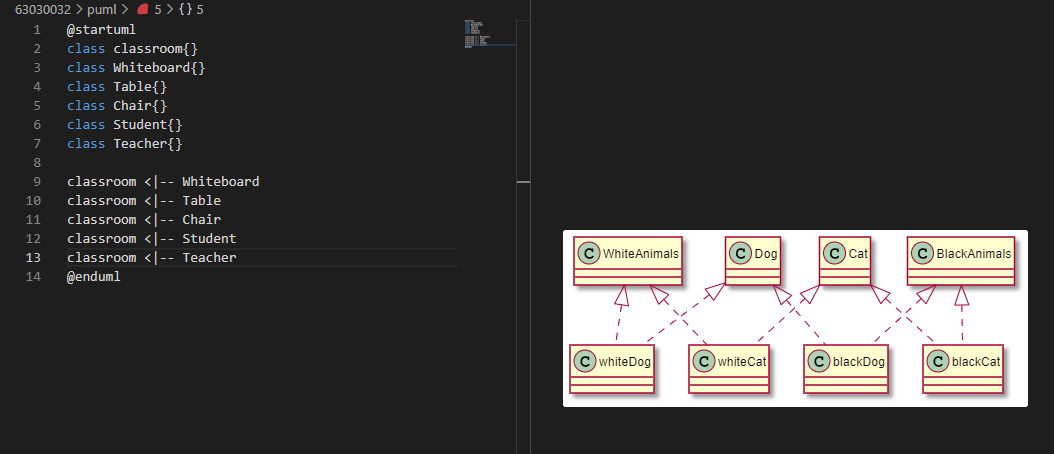 63030032 > puml > 5 > {} 5
1 @startuml
2 class classroom{}
3 class Whiteboard{}
4 class Table{}
5 class Chair{}
6 class Student{}
7 class Teacher{}
8
9 classroom <|-- Whiteboard
10 classroom <|-- Table
11 classroom <|-- Chair
12 classroom <|-- Student
13 classroom <|-- Teacher
14 @enduml
C WhiteAnimals C Dog C Cat C BlackAnimals
C whiteDog C whiteCat C blackDog C blackCat